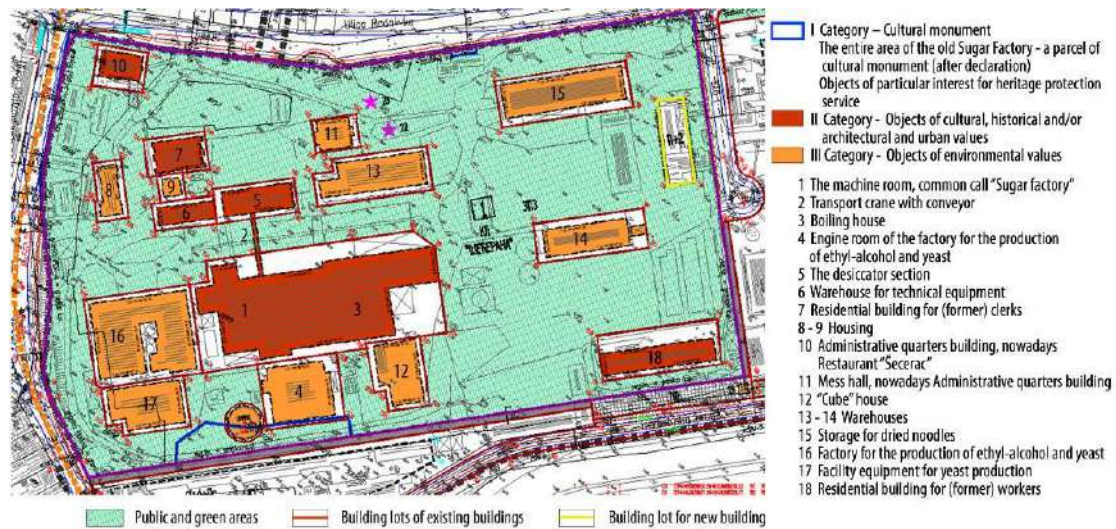 I Category – Cultural monument
The entire area of the old Sugar Factory - a parcel of
cultural monument (after declaration)
Objects of particular interest for heritage protection
service
II Category - Objects of cultural, historical and/or
architectural and urban values
III Category - Objects of environmental values
1 The machine room, common call "Sugar factory"
2 Transport crane with conveyor
3 Boiling house
4 Engine room of the factory for the production
of ethyl-alcohol and yeast
5 The desiccator section
6 Warehouse for technical equipment
7 Residential building for (former) clerks
8 - 9 Housing
10 Administrative quarters building, nowadays
Restaurant "Šećerac"
11 Mess hall, nowadays Administrative quarters building
12 "Cube" house
13 - 14 Warehouses
15 Storage for dried noodles
16 Factory for the production of ethyl-alcohol and yeast
17 Facility equipment for yeast production
18 Residential building for (former) workers
10
15
11
7
13
8
9
6
5
2
1
14
1
3
16
12
18
4
17
Public and green areas
Building lots of existing buildings
Building lot for new building